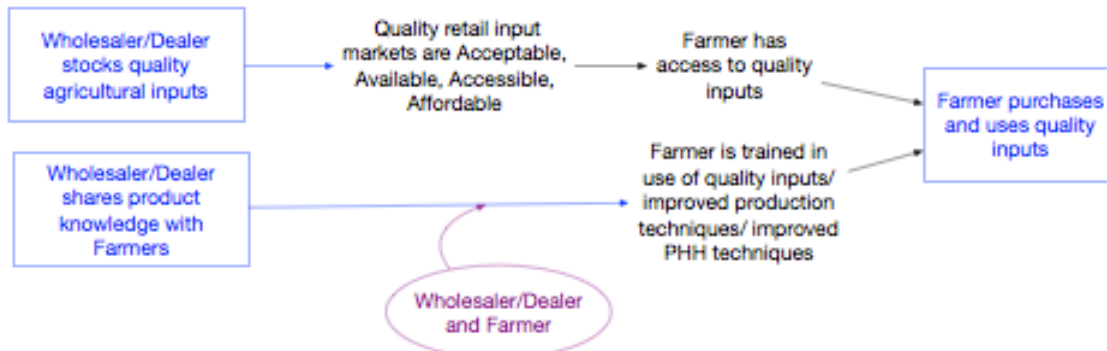 Wholesaler/Dealer
stocks quality
agricultural inputs
Quality retail input
markets are Acceptable,
Available, Accessible,
Affordable
Farmer has
access to quality
inputs
Farmer purchases
and uses quality
inputs
Wholesaler/Dealer
shares product
knowledge with
Farmers
Farmer is trained in
use of quality inputs/
improved production
techniques/ improved
PHH techniques
Wholesaler/Dealer
and Farmer